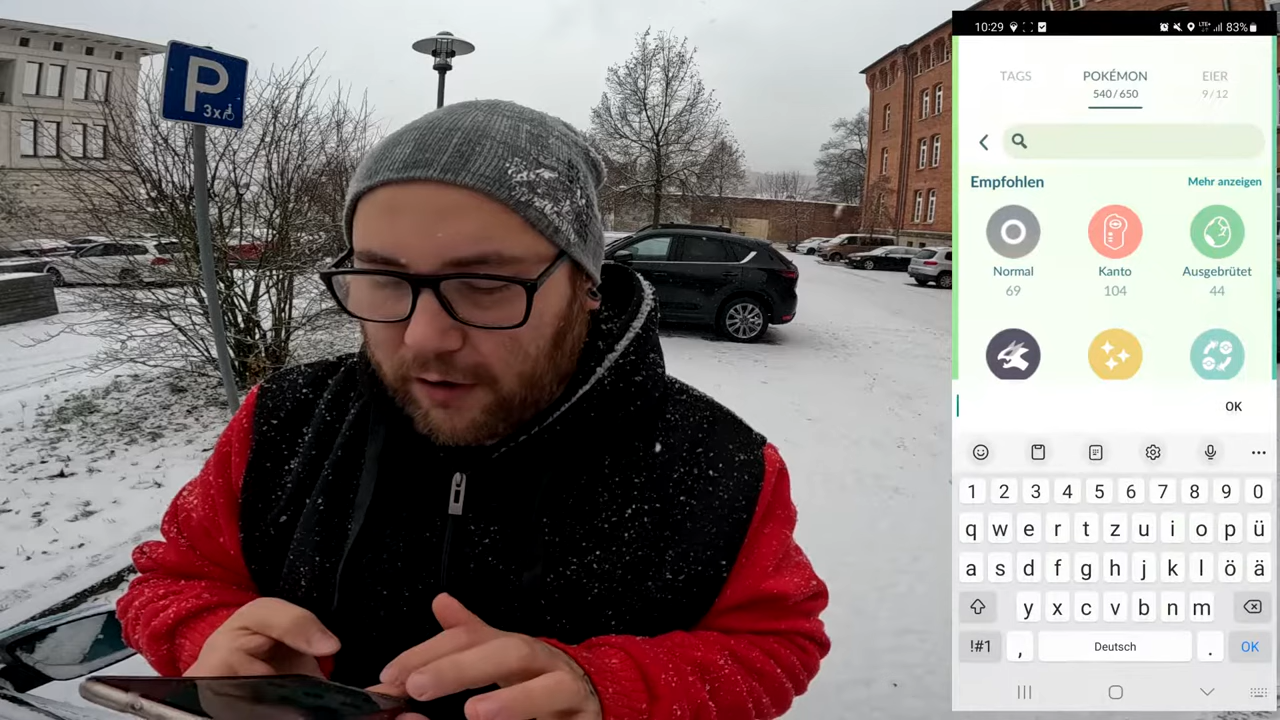 P
3x
10:29
LTE+
83%
TAGS
POKÉMON
EIER
540 / 650
9 / 12
Empfohlen
Mehr anzeigen
Normal
Kanto
Ausgebrütet
69
104
44
OK
1 2 3 4 5 6 7 8 9 0
q w e r t z u i o p ü
a s d f g h j k l ö ä
y x c v b n m
!#1 , Deutsch . OK